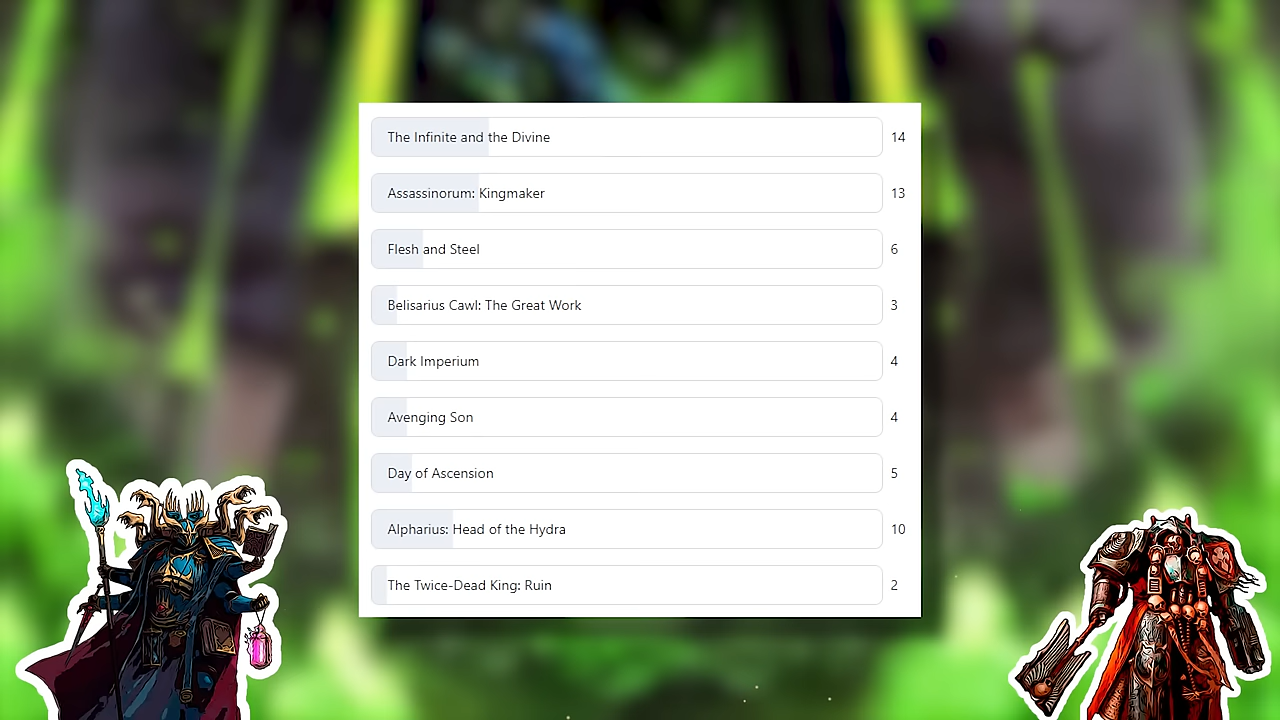 The Infinite and the Divine 14
Assassinorum: Kingmaker 13
Flesh and Steel 6
Belisarius Cawl: The Great Work 3
Dark Imperium 4
Avenging Son 4
Day of Ascension 5
Alpharius: Head of the Hydra 10
The Twice-Dead King: Ruin 2